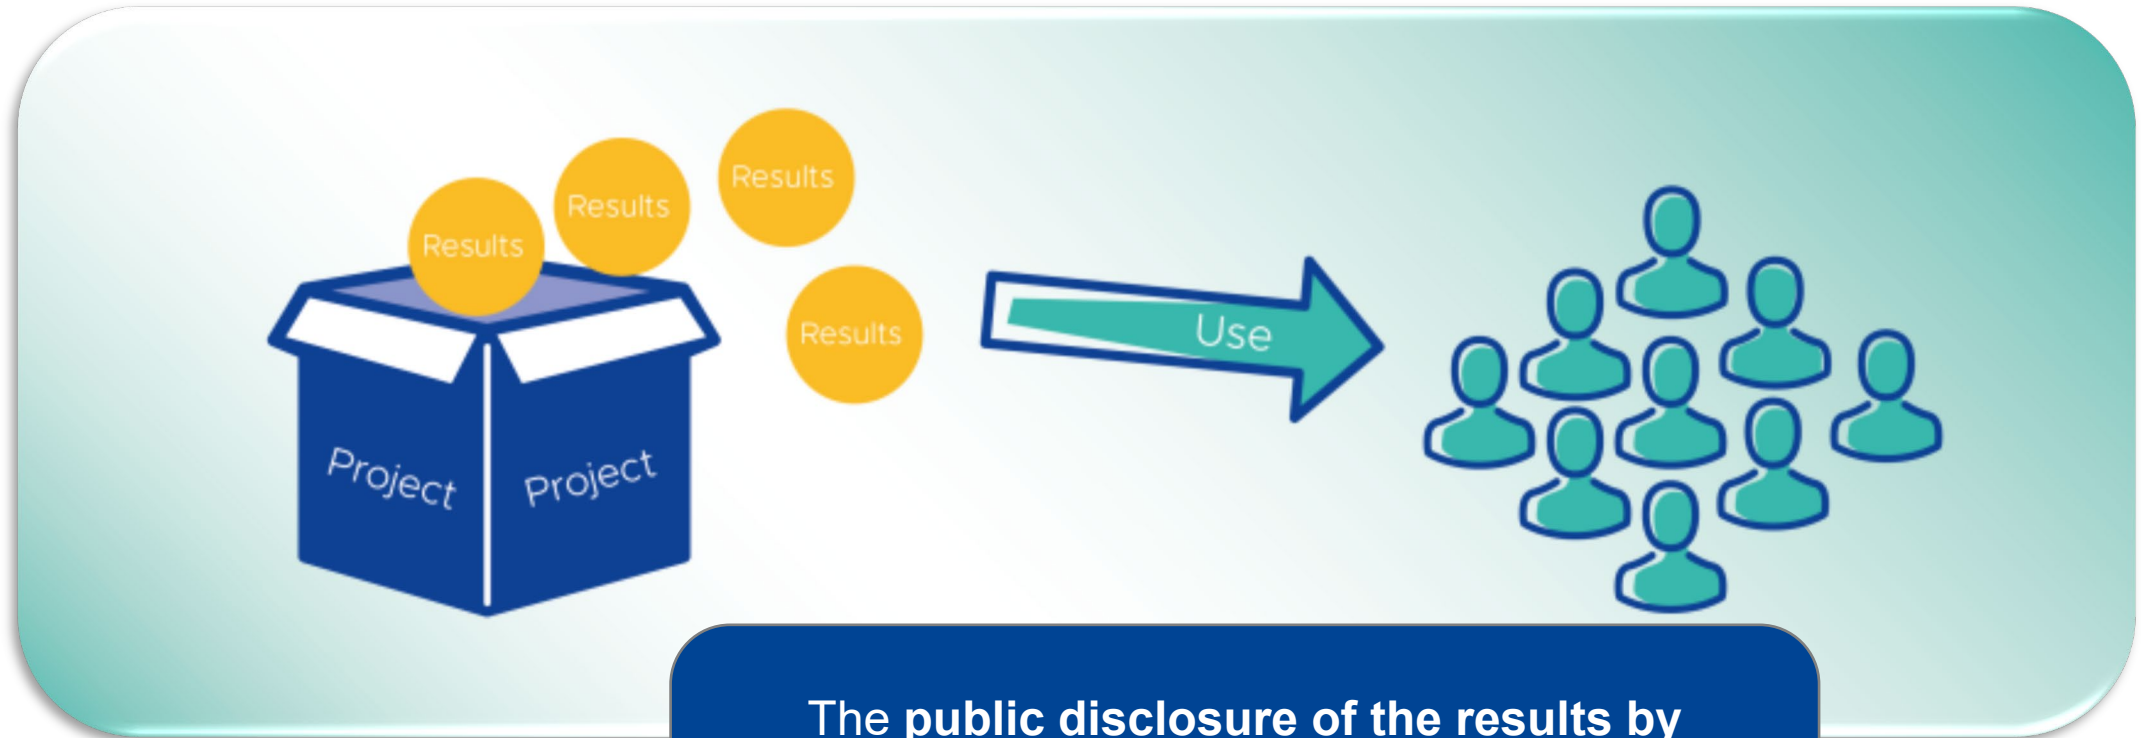 Results
Results
Results
Results
Use
Project
Project
The public disclosure of the results by